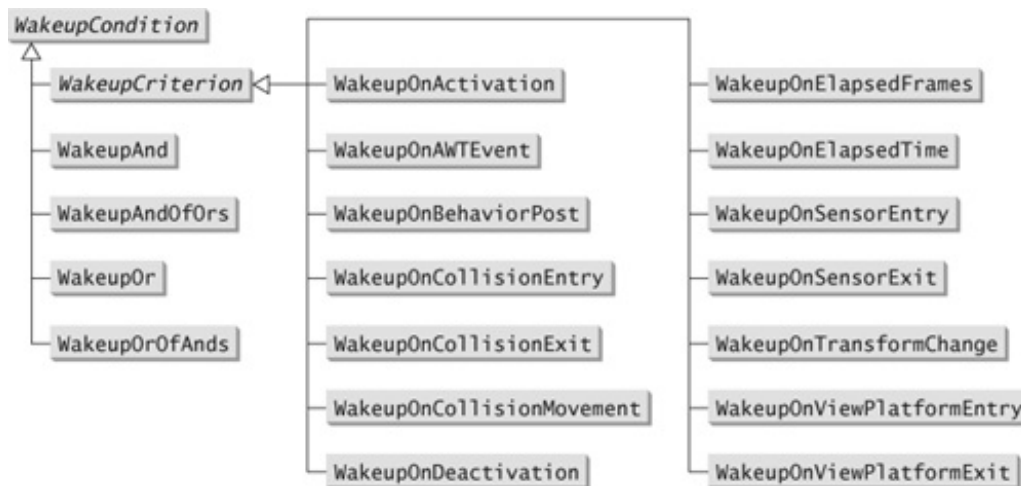 WakeupCondition
WakeupCriterion
WakeupAnd
WakeupAndOfOrs
WakeupOr
WakeupOrOfAnds
WakeupOnActivation
WakeupOnAWTEvent
WakeupOnBehaviorPost
WakeupOnCollisionEntry
WakeupOnCollisionExit
WakeupOnCollisionMovement
WakeupOnDeactivation
WakeupOnElapsedFrames
WakeupOnElapsedTime
WakeupOnSensorEntry
WakeupOnSensorExit
WakeupOnTransformChange
WakeupOnViewPlatformEntry
WakeupOnViewPlatformExit